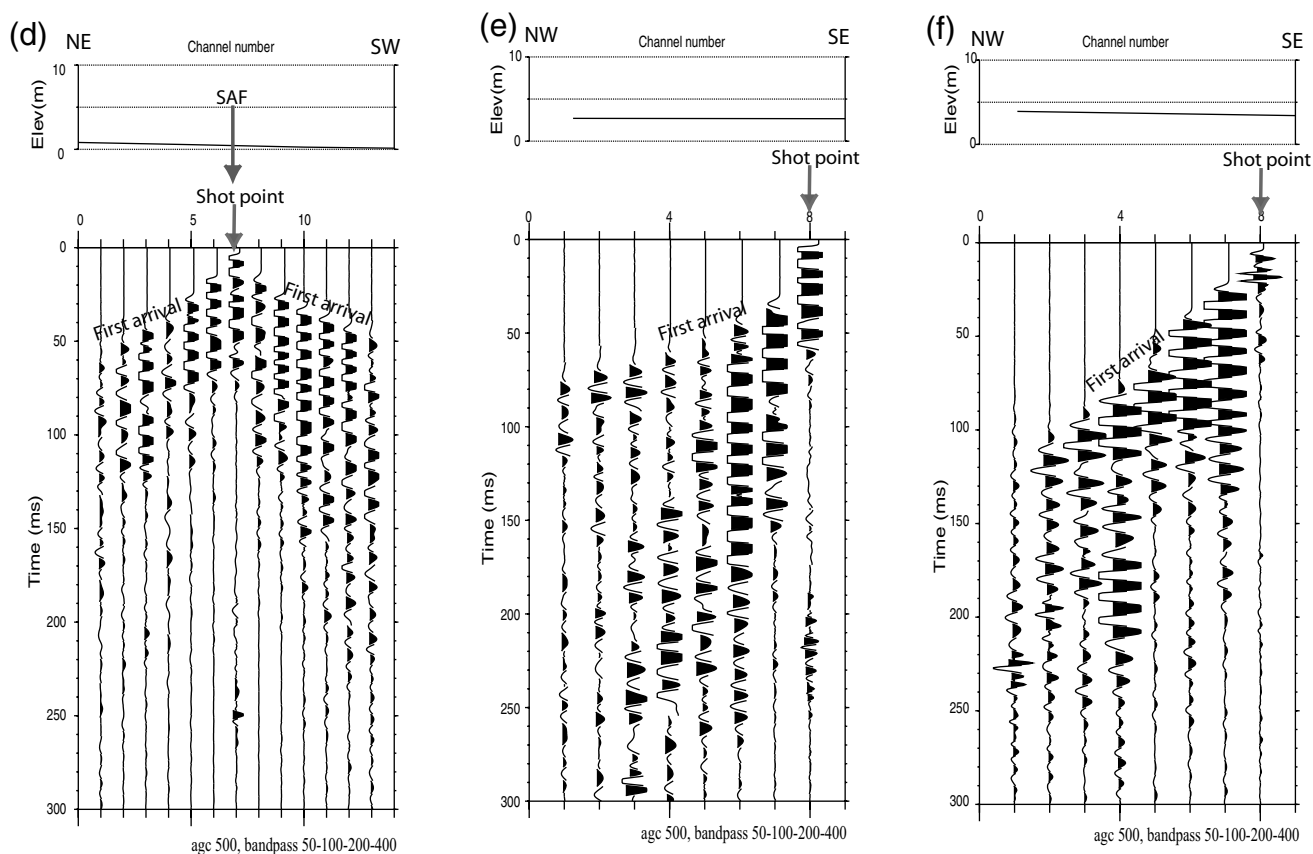 (d)
NE
Channel number
SW
10
Elev(m)
0
SAF
Shot point
0
5
10
0
50
100
150
200
250
300
Time (ms)
First arrival
First arrival
agc 500, bandpass 50-100-200-400
(e)
NW
Channel number
SE
10
Elev(m)
0
Shot point
0
4
8
0
50
100
150
200
250
300
Time (ms)
First arrival
agc 500, bandpass 50-100-200-400
(f)
NW
Channel number
SE
10
Elev(m)
0
Shot point
0
4
8
0
50
100
150
200
250
300
Time (ms)
First arrival
agc 500, bandpass 50-100-200-400